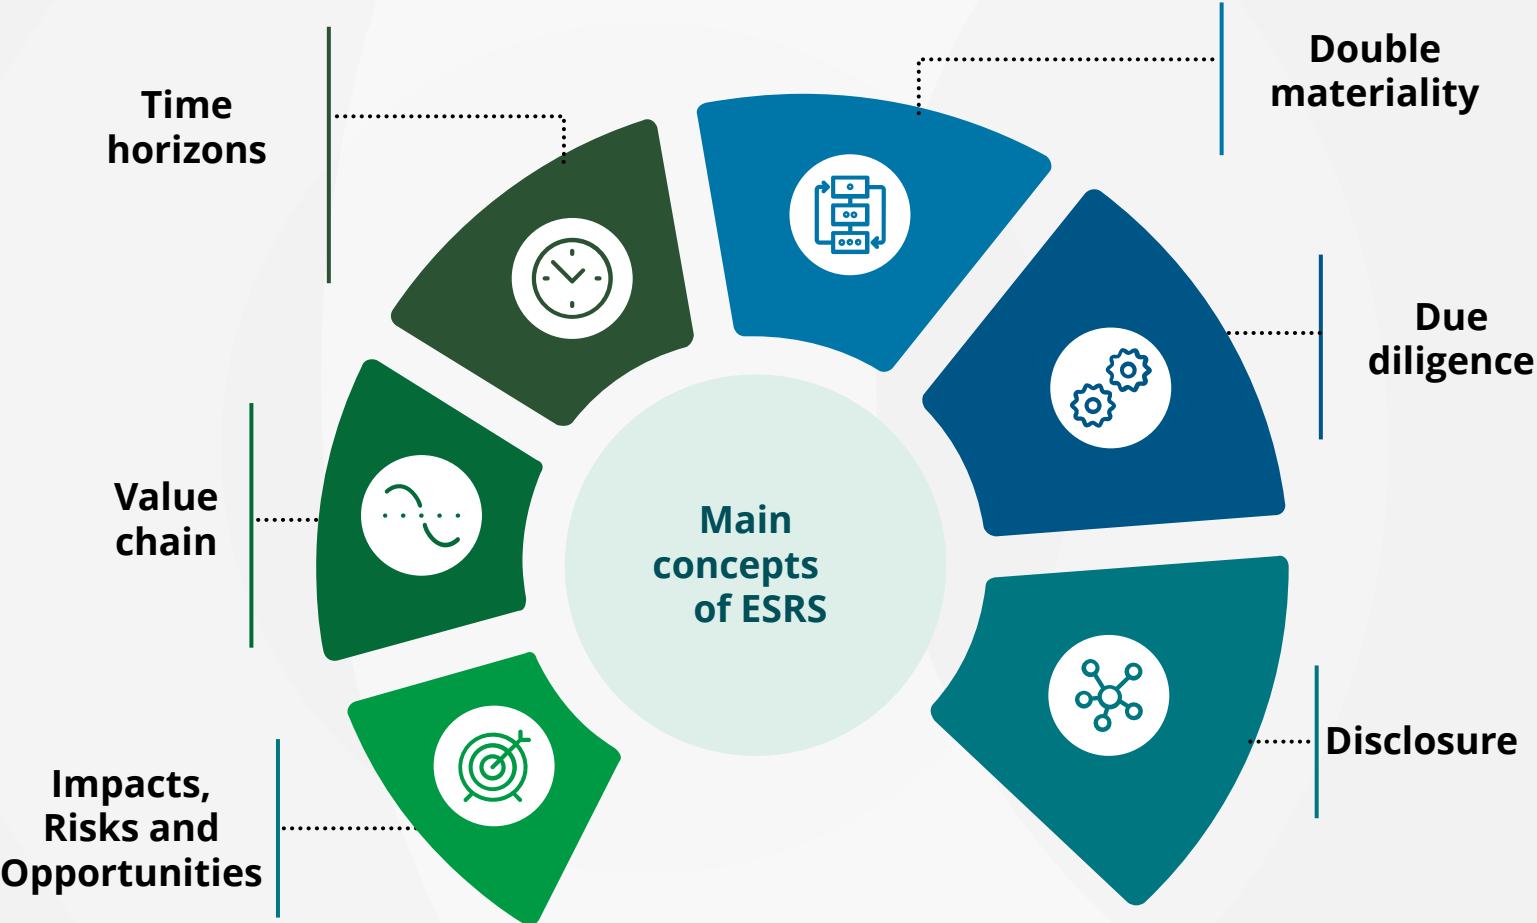 Double
materiality
Time
horizons
Due
diligence
Value
chain
Main
concepts
of ESRS
Disclosure
Impacts,
Risks and
Opportunities